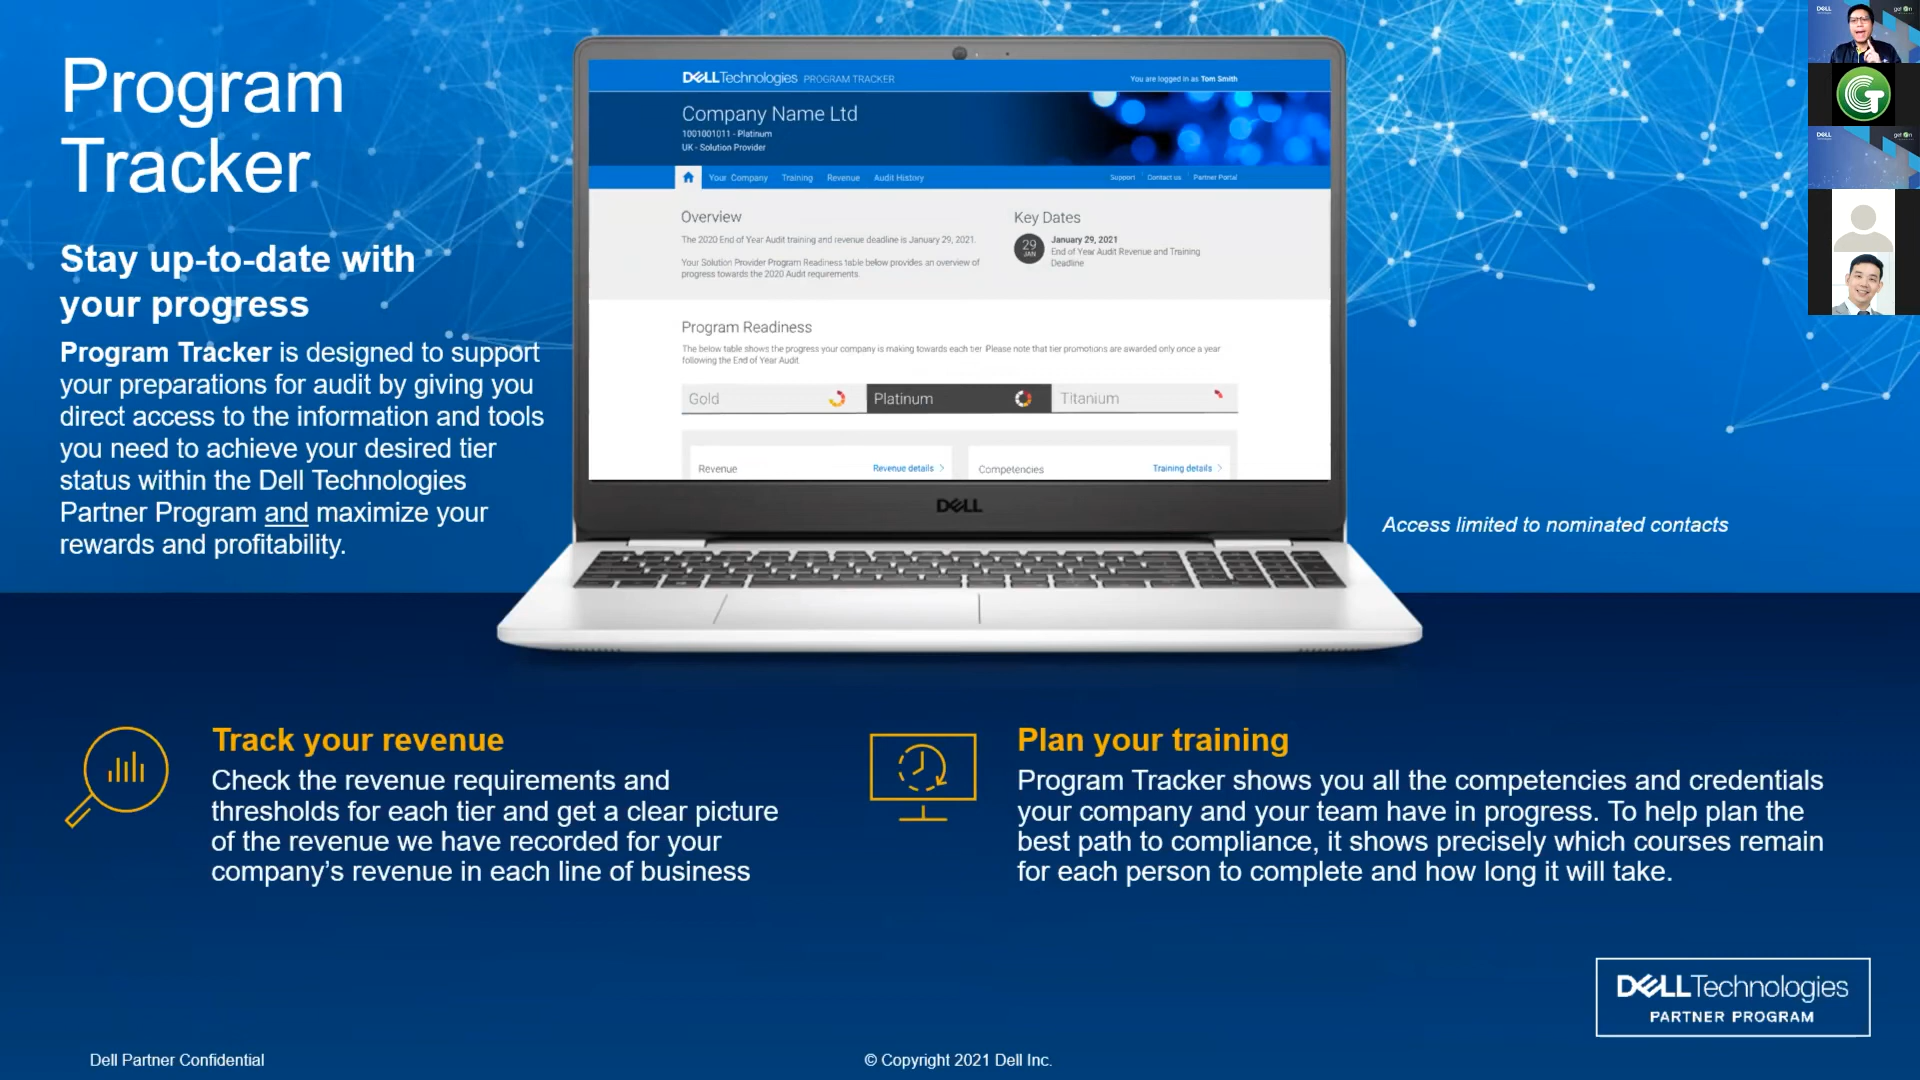 Program
Tracker
Stay up-to-date with
your progress
Program Tracker is designed to support
your preparations for audit by giving you
direct access to the information and tools
you need to achieve your desired tier
status within the Dell Technologies
Partner Program and maximize your
rewards and profitability.
DELLTechnologies PROGRAM TRACKER
You are logged in as Tom Smith
Company Name Ltd
1001001011 - Platinum
UK - Solution Provider
Your Company Training Revenue Audit History
Support Contact us Partner Portal
Overview
The 2020 End of Year Audit training and revenue deadline is January 29, 2021.
Your Solution Provider Program Readiness table below provides an overview of
progress towards the 2020 Audit requirements.
Key Dates
29
JAN
January 29, 2021
End of Year Audit Revenue and Training
Deadline
Program Readiness
The below table shows the progress your company is making towards each tier. Please note that tier promotions are awarded only once a year
following the End of Year Audit
Gold Platinum Titanium
Revenue Revenue details >
Competencies Training details >
DELL
Access limited to nominated contacts
Track your revenue
Check the revenue requirements and
thresholds for each tier and get a clear picture
of the revenue we have recorded for your
company’s revenue in each line of business
Plan your training
Program Tracker shows you all the competencies and credentials
your company and your team have in progress. To help plan the
best path to compliance, it shows precisely which courses remain
for each person to complete and how long it will take.
DELLTechnologies
PARTNER PROGRAM
Dell Partner Confidential
© Copyright 2021 Dell Inc.
DELL
DELL